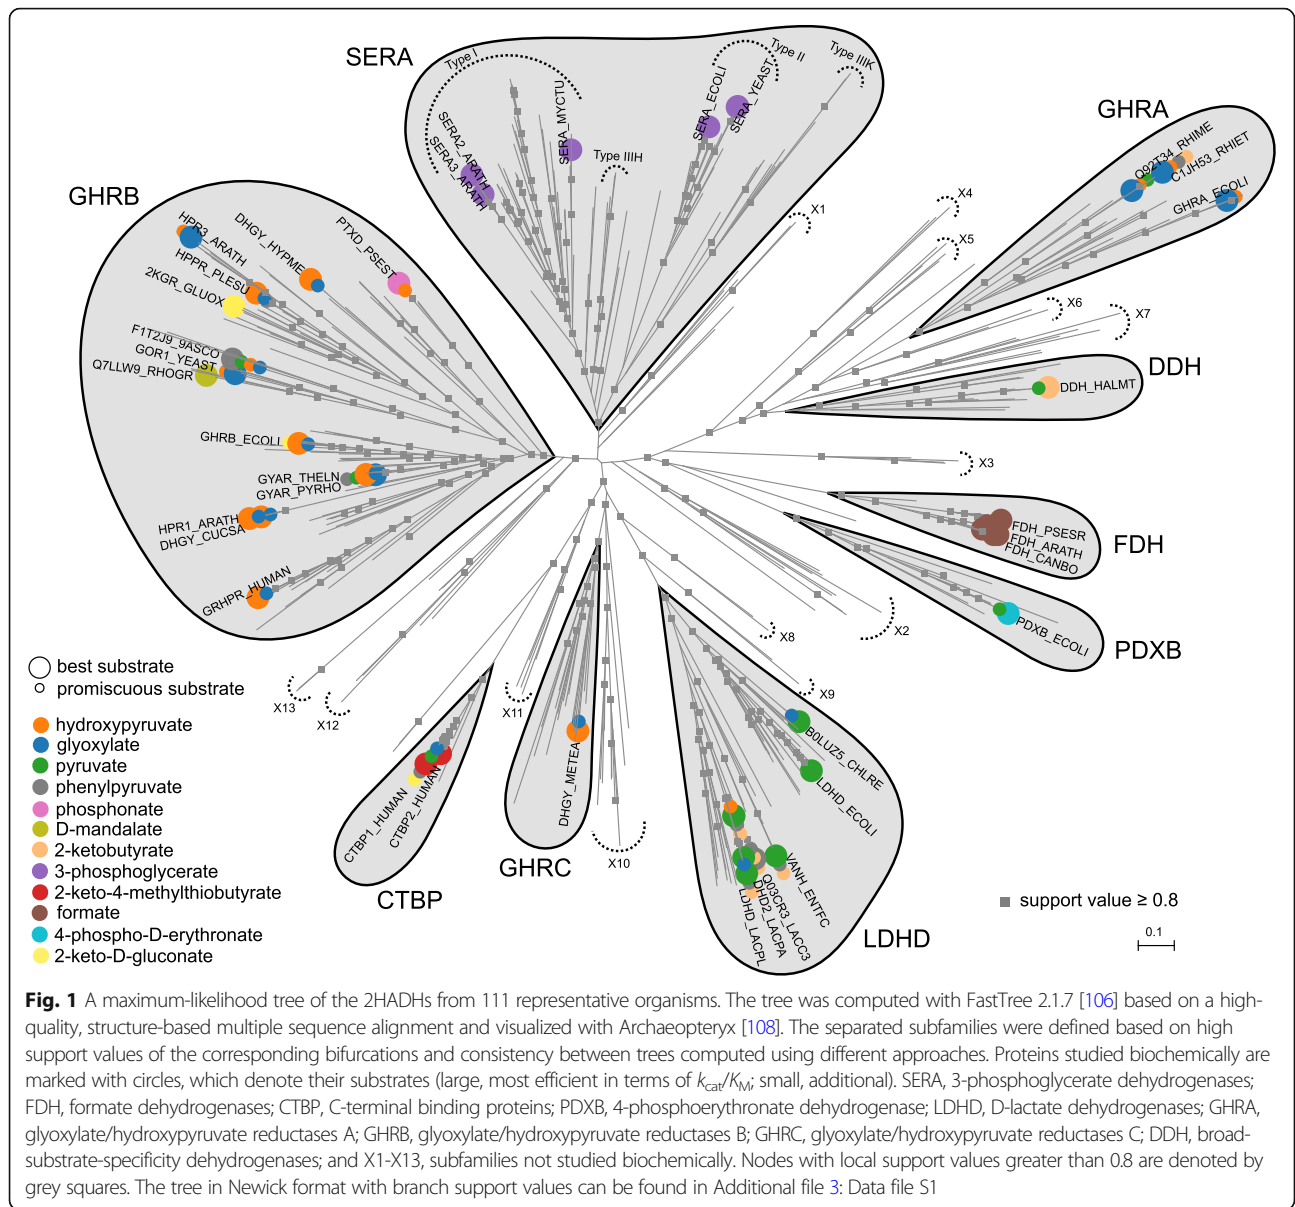 SERA
Type I
SERA2_ARATH
SERA3_ARATH
SERA_MYCTU
Type IIIH
SERA_ECOLI
SERA_YEAST
Type II
Type IIIK
GHRA
Q92T34_RHIME
C1JH53_RHIET
GHRA_ECOLI
X1
X4
X5
X6
X7
DDH
DDH_HALMT
X3
FDH
FDH_PSESR
FDH_ARATH
FDH_CANBO
PDXB
PDXB_ECOLI
X2
X8
X9
GHRB
HPR3_ARATH
HPPR_PLESU
2KGR_GLUOX
DHGY_HYPME
PTXD_PSEST
F1T2J9_9ASCO
GOR1_YEAST
Q7LLW9_RHOGR
GHRB_ECOLI
GYAR_THELN
GYAR_PYRHO
HPR1_ARATH
DHGY_CUCSA
GRHPR_HUMAN
X13
X12
X11
X10
CTBP
CTBP1_HUMAN
CTBP2_HUMAN
GHRC
DHGY_METEA
LDHD
B0LUZ5_CHLRE
LDHD_ECOLI
VANH_ENTFC
Q03CR3_LACC3
DHD2_LACPA
LDHD_LACPL
best substrate
promiscuous substrate
hydroxypyruvate
glyoxylate
pyruvate
phenylpyruvate
phosphonate
D-mandalate
2-ketobutyrate
3-phosphoglycerate
2-keto-4-methylthiobutyrate
formate
4-phospho-D-erythronate
2-keto-D-gluconate
support value ≥ 0.8
0.1
Fig. 1 A maximum-likelihood tree of the 2HADHs from 111 representative organisms. The tree was computed with FastTree 2.1.7 [106] based on a high-
quality, structure-based multiple sequence alignment and visualized with Archaeopteryx [108]. The separated subfamilies were defined based on high
support values of the corresponding bifurcations and consistency between trees computed using different approaches. Proteins studied biochemically are
marked with circles, which denote their substrates (large, most efficient in terms of kcat/KM; small, additional). SERA, 3-phosphoglycerate dehydrogenases;
FDH, formate dehydrogenases; CTBP, C-terminal binding proteins; PDXB, 4-phosphoerythronate dehydrogenase; LDHD, D-lactate dehydrogenases; GHRA,
glyoxylate/hydroxypyruvate reductases A; GHRB, glyoxylate/hydroxypyruvate reductases B; GHRC, glyoxylate/hydroxypyruvate reductases C; DDH, broad-
substrate-specificity dehydrogenases; and X1-X13, subfamilies not studied biochemically. Nodes with local support values greater than 0.8 are denoted by
grey squares. The tree in Newick format with branch support values can be found in Additional file 3: Data file S1